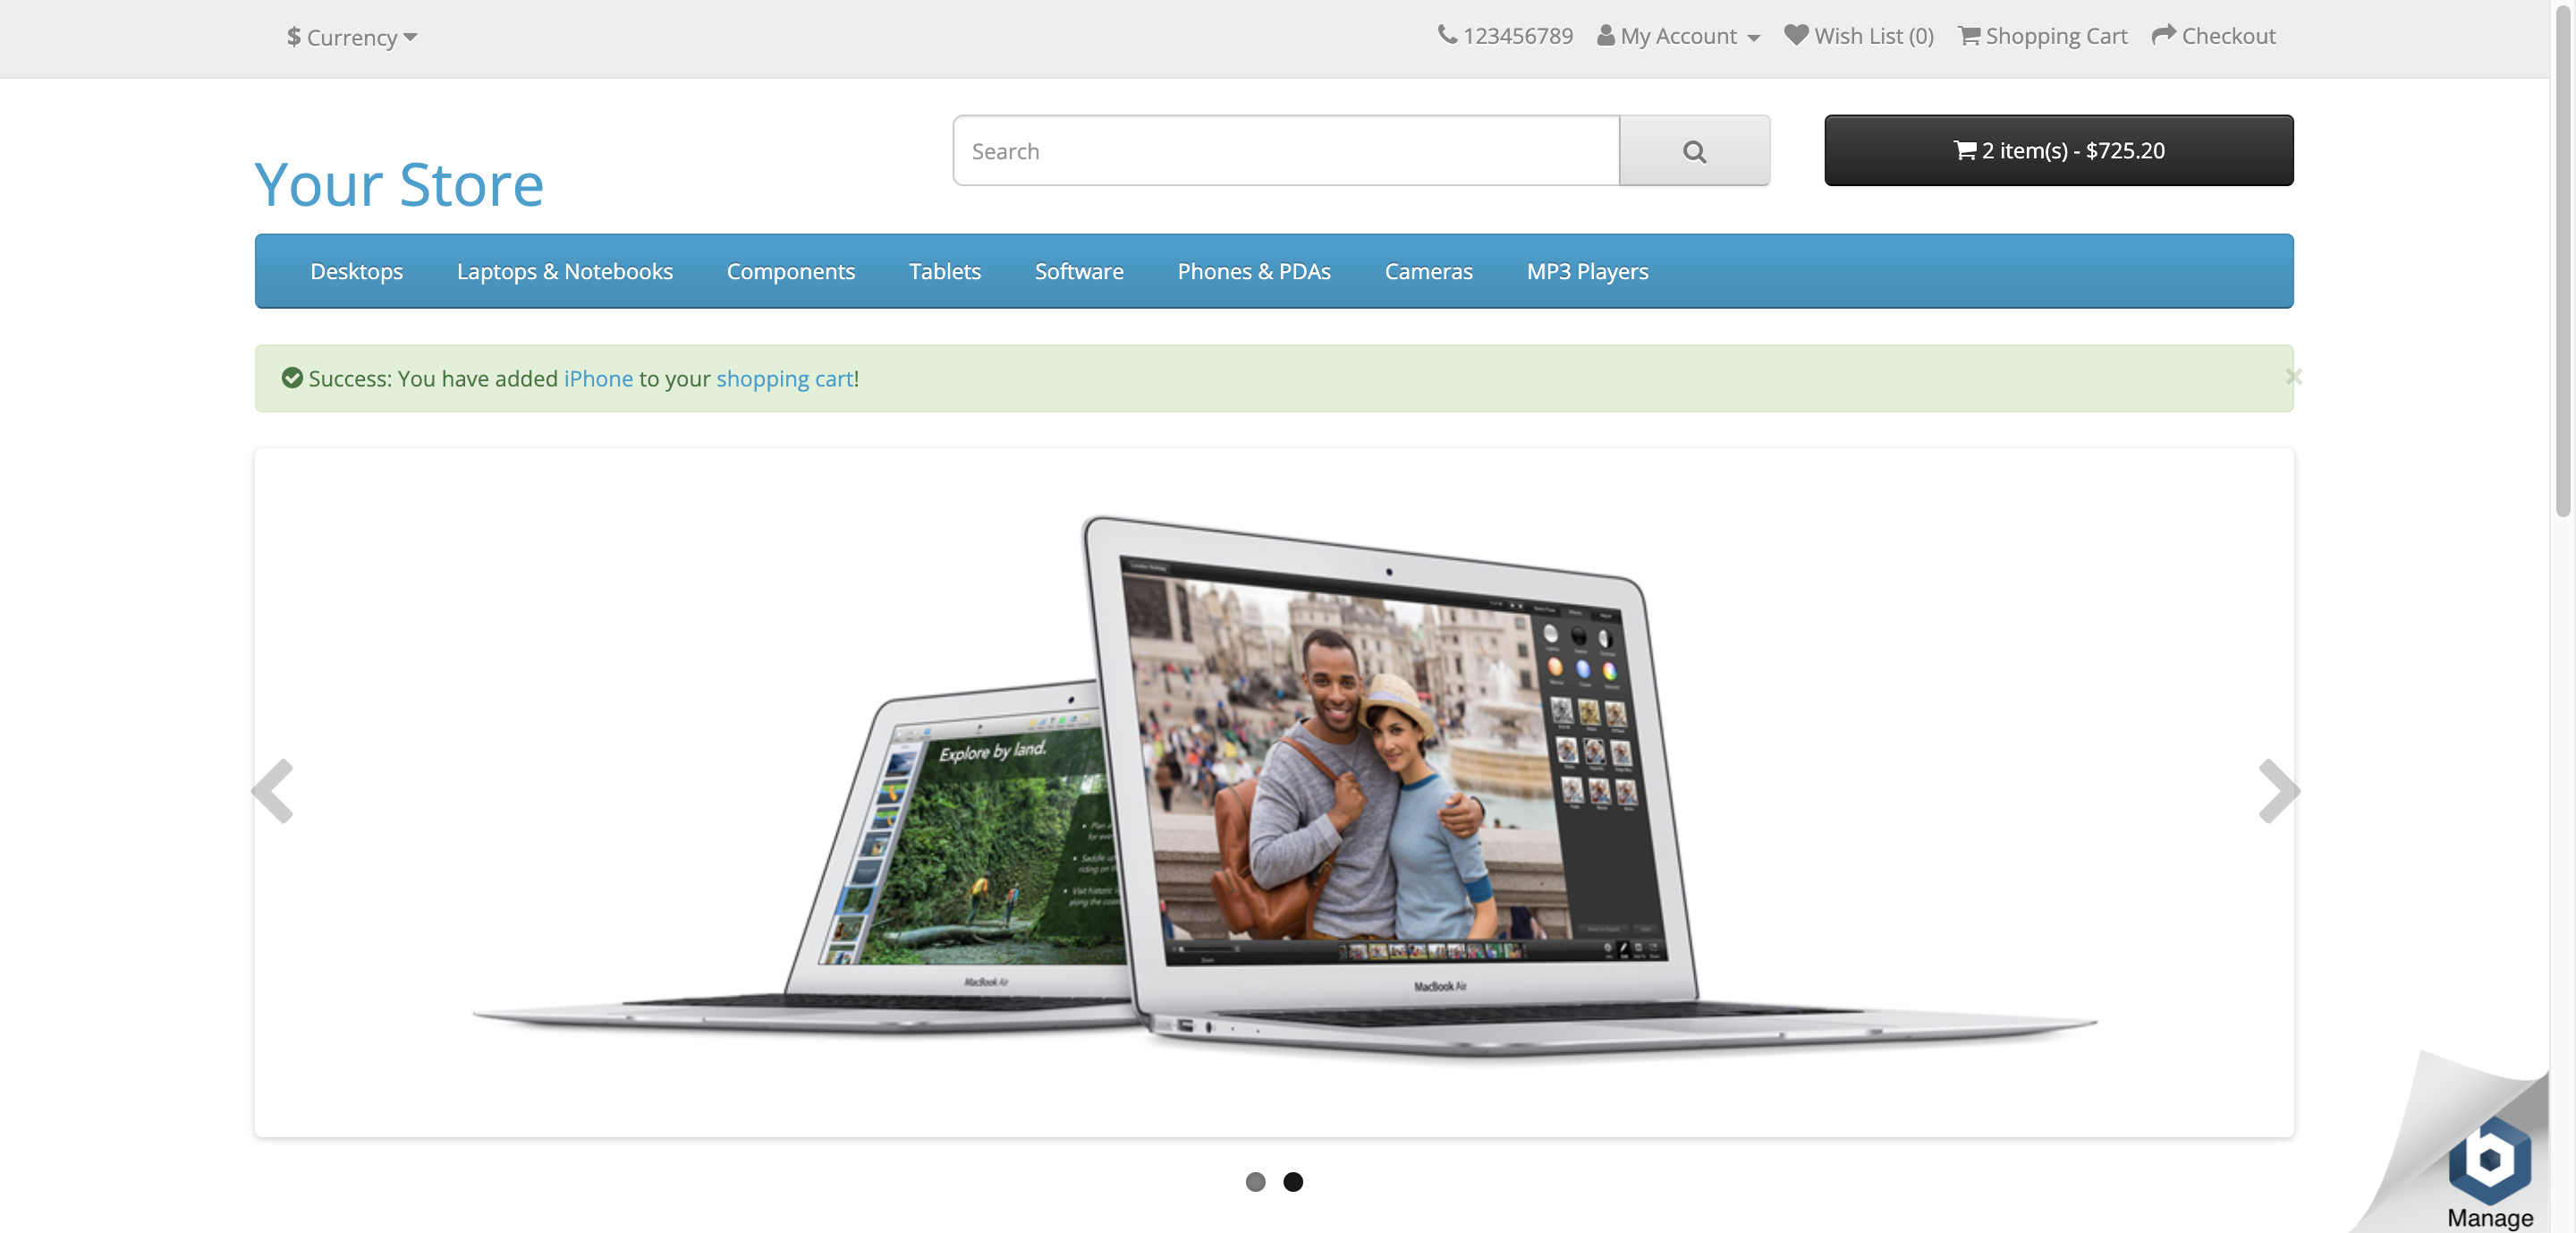 $ Currency
123456789 My Account Wish List (0) Shopping Cart Checkout
Your Store
Search
2 item(s) - $725.20
Desktops Laptops & Notebooks Components Tablets Software Phones & PDAs Cameras MP3 Players
Success: You have added iPhone to your shopping cart!
×
Explore by land.
MacBook Air
MacBook Air
Manage